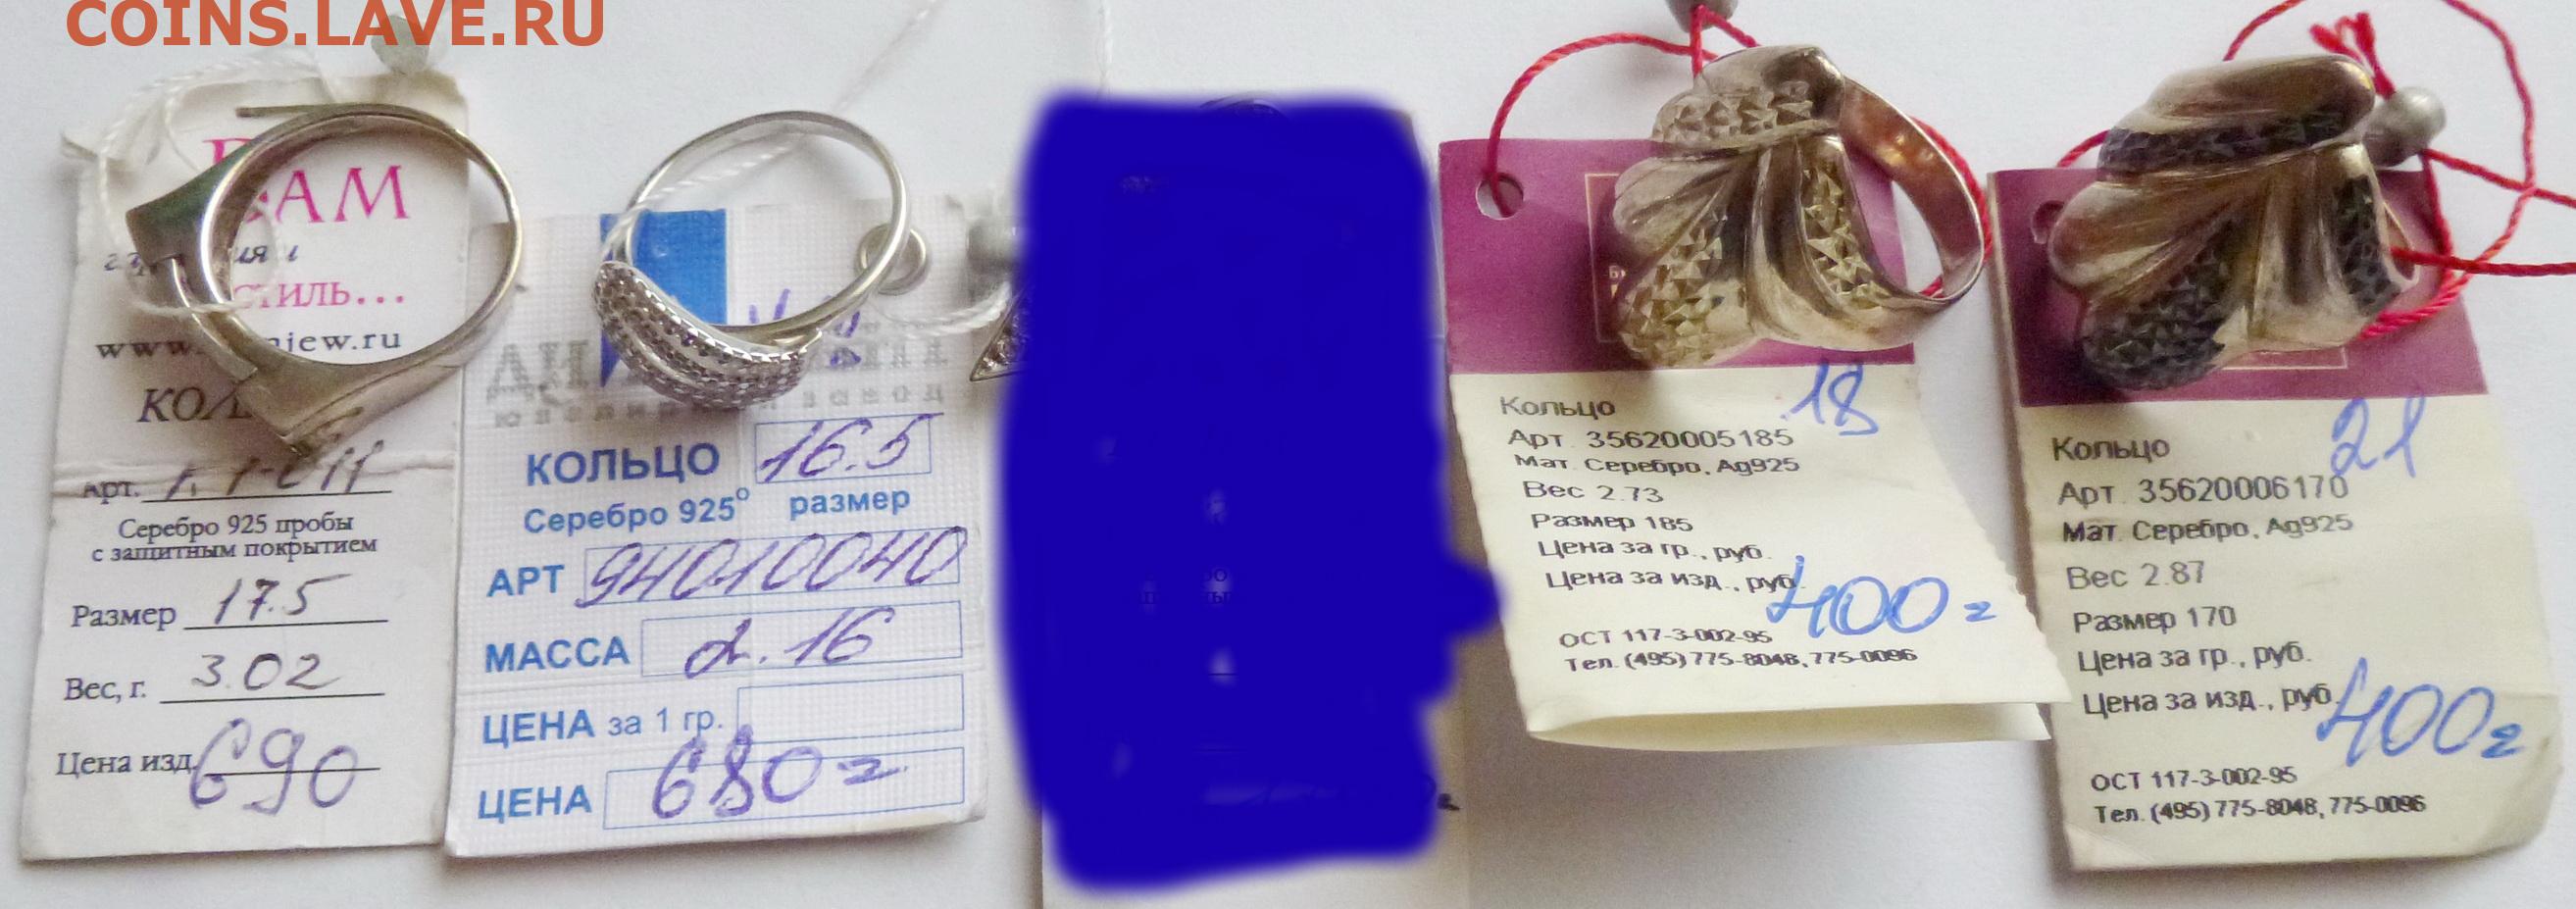 COINS.LAVE.RU
ВАМ
СТИЛЬ...
Арт.
Серебро 925 пробы
с защитным покрытием
Размер 17.5
Вес, г. 3.02
Цена изд. 690
КОЛЬЦО 16.5
Серебро 925° размер
АРТ 94010040
МАССА 2.16
ЦЕНА за 1 гр.
ЦЕНА 680=
18
Кольцо
Арт. 35620005185
Мат. Серебро, Ag925
Вес 2.73
Размер 185
Цена за гр., руб.
Цена за изд., руб. 400=
ОСТ 117-3-002-95
Тел. (495) 775-8048, 775-0096
21
Кольцо
Арт. 35620006170
Мат. Серебро, Ag925
Вес 2.87
Размер 170
Цена за гр., руб.
Цена за изд., руб. 400=
ОСТ 117-3-002-95
Тел. (495) 775-8048, 775-0096